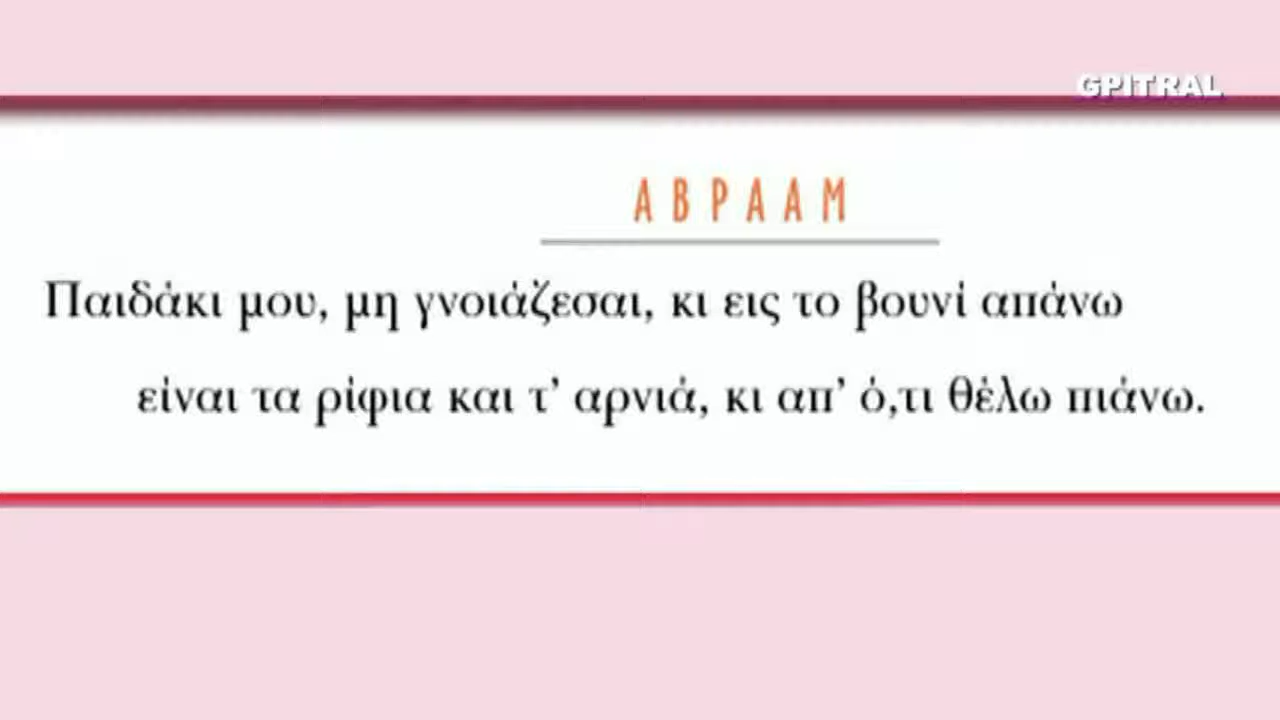 GPITRAL
ΑΒΡΑΑΜ
Παιδάκι μου, μη γνοιάζεσαι, κι εις το βουνί απάνω
είναι τα ρίφια και τ’ αρνιά, κι απ’ ό,τι θέλω πιάνω.